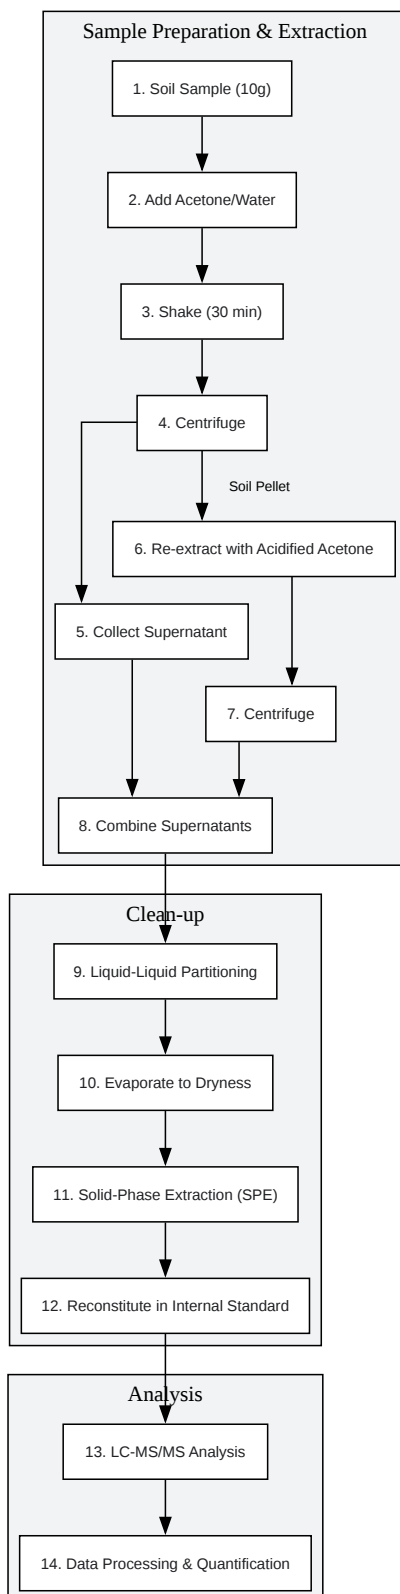 Sample Preparation & Extraction
1. Soil Sample (10g)
2. Add Acetone/Water
3. Shake (30 min)
4. Centrifuge
Soil Pellet
6. Re-extract with Acidified Acetone
5. Collect Supernatant
7. Centrifuge
8. Combine Supernatants
Clean-up
9. Liquid-Liquid Partitioning
10. Evaporate to Dryness
11. Solid-Phase Extraction (SPE)
12. Reconstitute in Internal Standard
Analysis
13. LC-MS/MS Analysis
14. Data Processing & Quantification